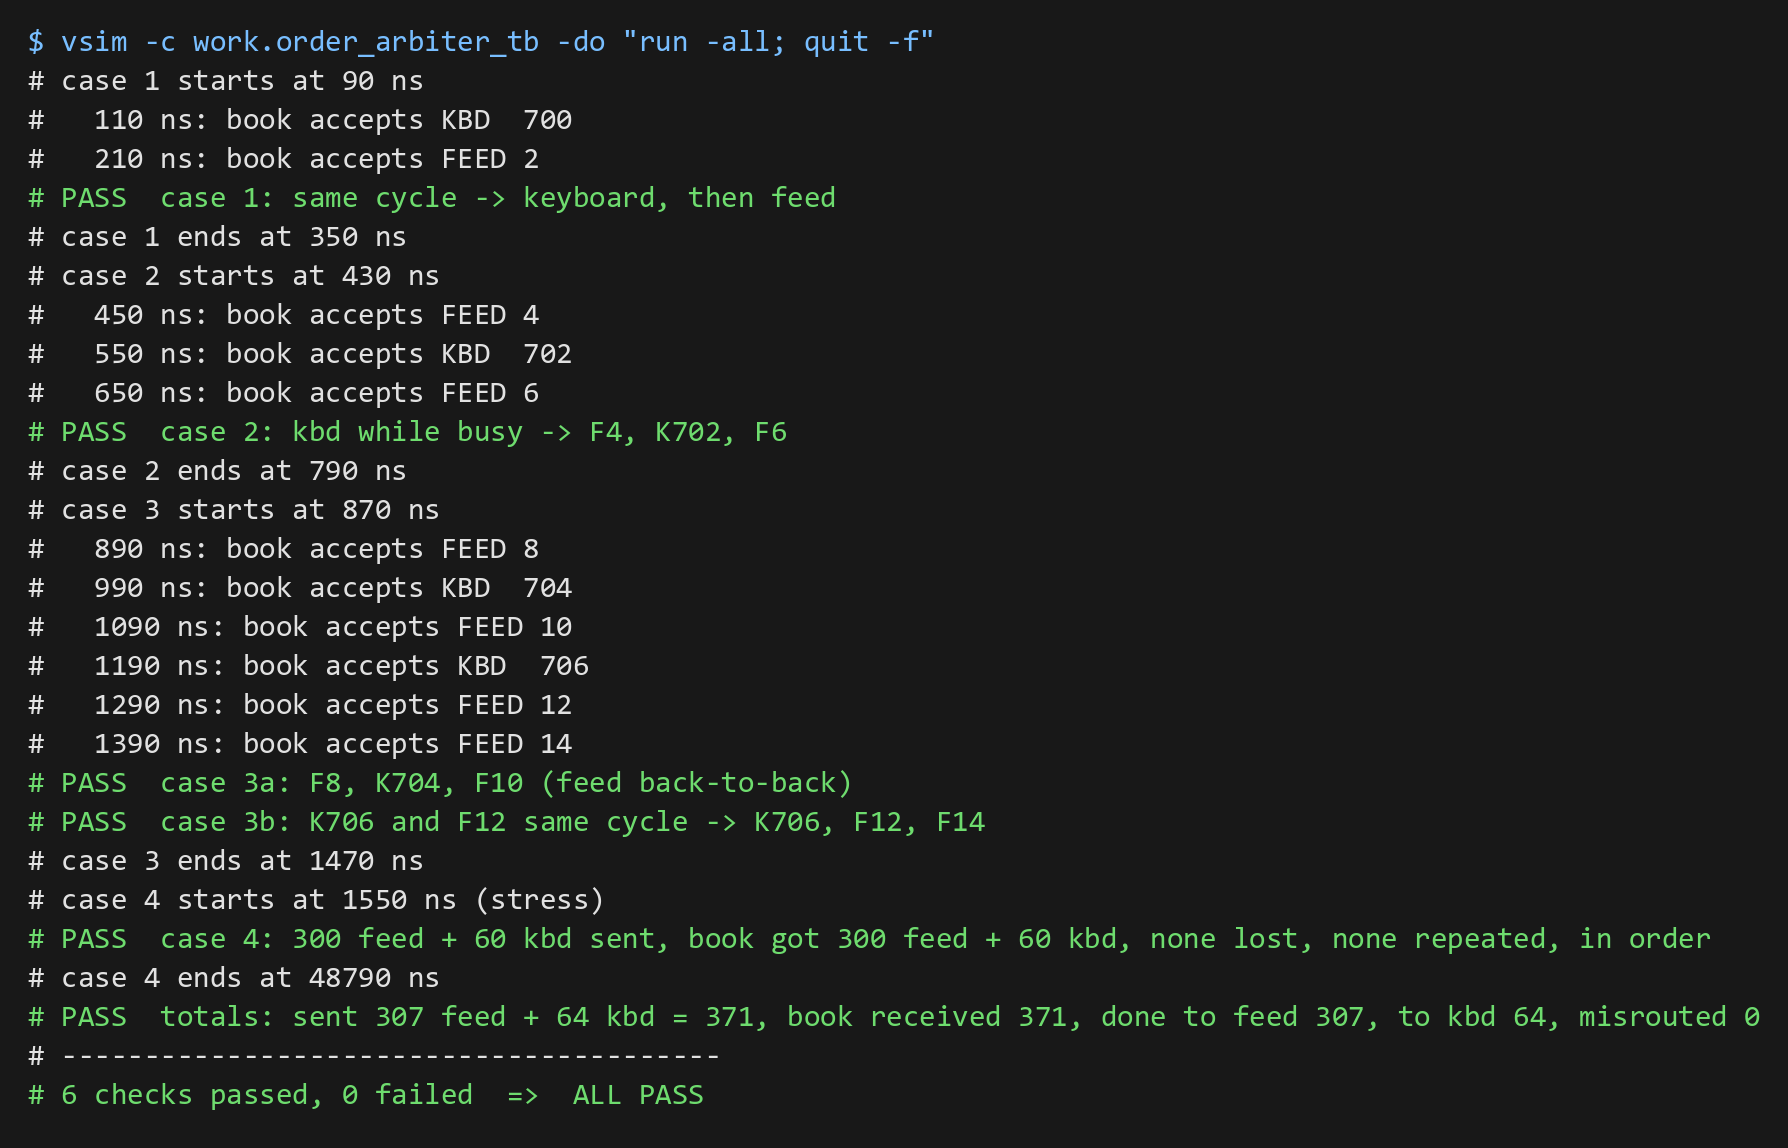 $ vsim -c work.order_arbiter_tb -do "run -all; quit -f"
# case 1 starts at 90 ns
#   110 ns: book accepts KBD  700
#   210 ns: book accepts FEED 2
# PASS  case 1: same cycle -> keyboard, then feed
# case 1 ends at 350 ns
# case 2 starts at 430 ns
#   450 ns: book accepts FEED 4
#   550 ns: book accepts KBD  702
#   650 ns: book accepts FEED 6
# PASS  case 2: kbd while busy -> F4, K702, F6
# case 2 ends at 790 ns
# case 3 starts at 870 ns
#   890 ns: book accepts FEED 8
#   990 ns: book accepts KBD  704
#   1090 ns: book accepts FEED 10
#   1190 ns: book accepts KBD  706
#   1290 ns: book accepts FEED 12
#   1390 ns: book accepts FEED 14
# PASS  case 3a: F8, K704, F10 (feed back-to-back)
# PASS  case 3b: K706 and F12 same cycle -> K706, F12, F14
# case 3 ends at 1470 ns
# case 4 starts at 1550 ns (stress)
# PASS  case 4: 300 feed + 60 kbd sent, book got 300 feed + 60 kbd, none lost, none repeated, in order
# case 4 ends at 48790 ns
# PASS  totals: sent 307 feed + 64 kbd = 371, book received 371, done to feed 307, to kbd 64, misrouted 0
# ----------------------------------------
# 6 checks passed, 0 failed  =>  ALL PASS